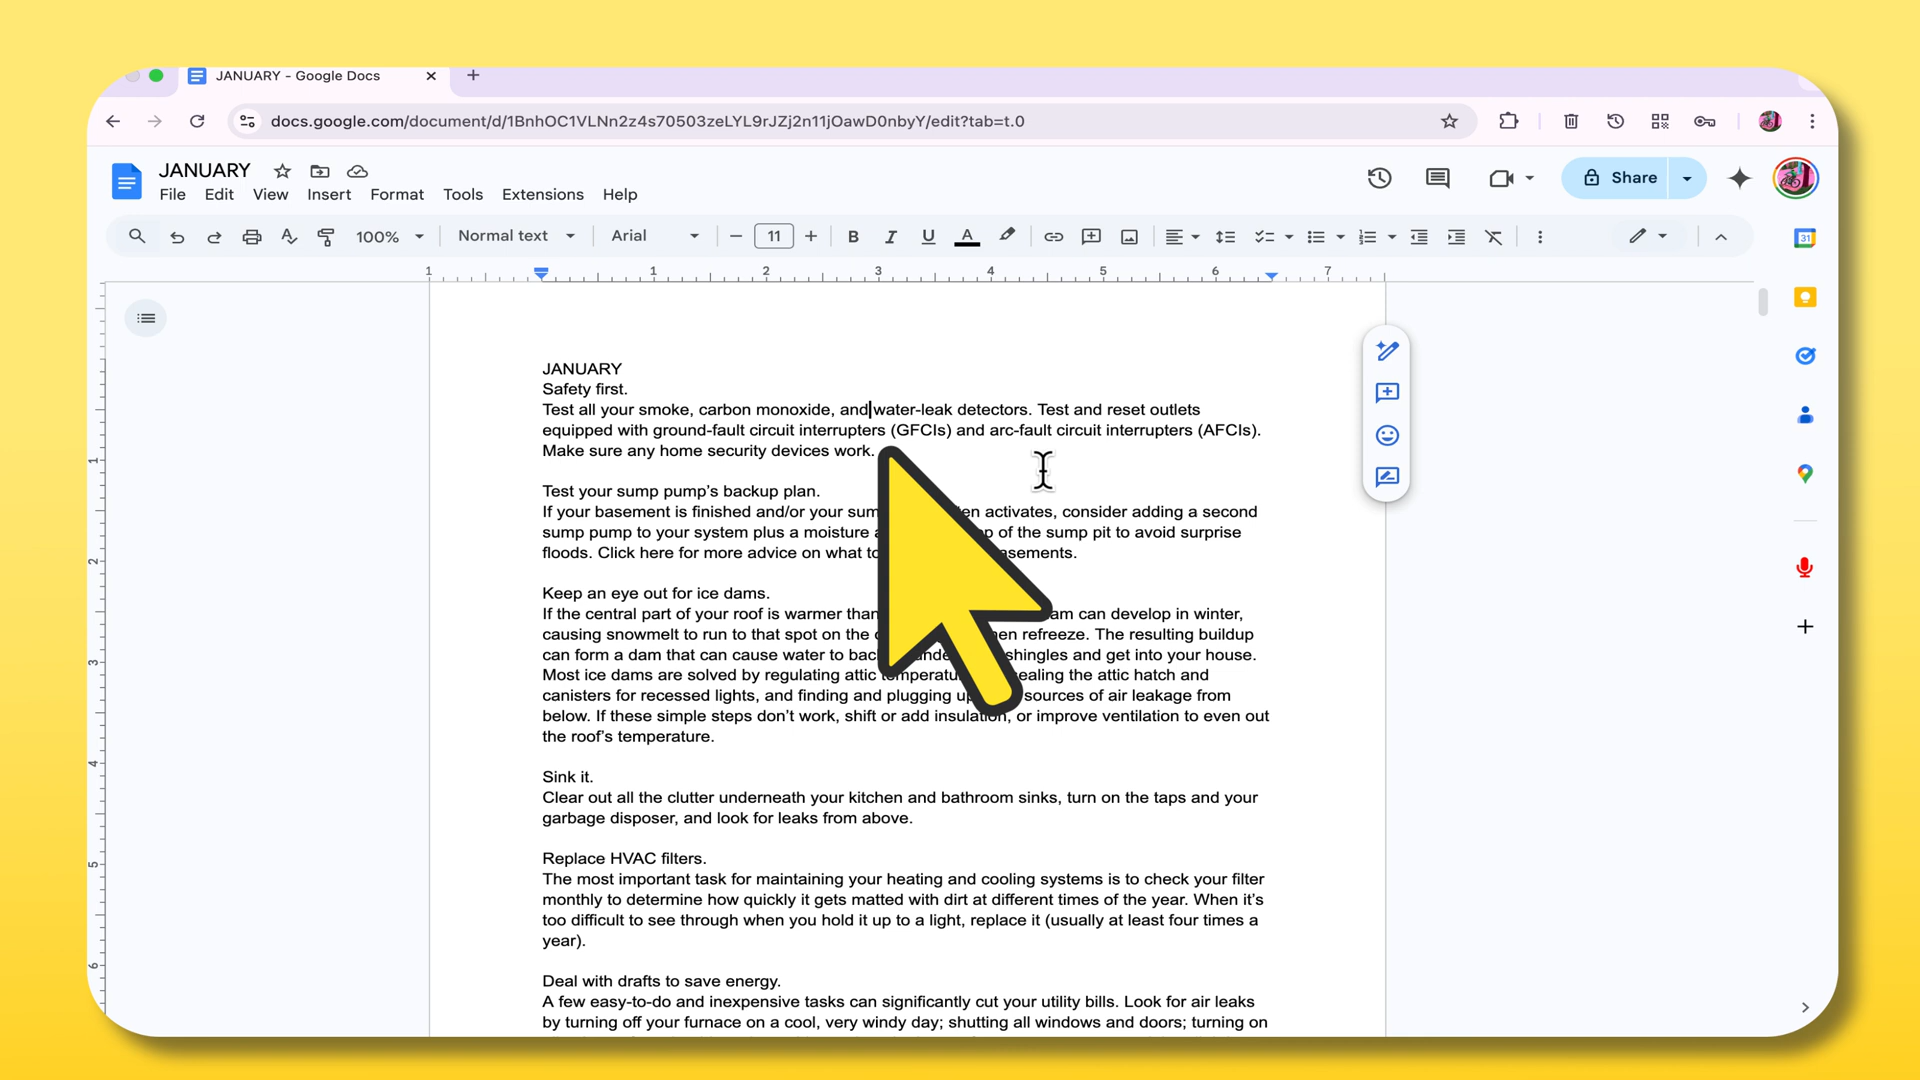 JANUARY - Google Docs
docs.google.com/document/d/1BnhOC1VLNn2z4s70503zeLYL9rJZj2n11jOawD0nbyY/edit?tab=t.0
JANUARY
File Edit View Insert Format Tools Extensions Help
Share
100% Normal text Arial 11 B I U A
1 1 2 3 4 5 6 7
31
JANUARY
Safety first.
Test all your smoke, carbon monoxide, and water-leak detectors. Test and reset outlets
equipped with ground-fault circuit interrupters (GFCIs) and arc-fault circuit interrupters (AFCIs).
Make sure any home security devices work.
Test your sump pump’s backup plan.
If your basement is finished and/or your activates, consider adding a second
sump pump to your system plus a moisture of the sump pit to avoid surprise
floods. Click here for more advice on what to
Keep an eye out for ice dams.
If the central part of your roof is warmer can develop in winter,
causing snowmelt to run to that spot on the refreeze. The resulting buildup
can form a dam that can cause water to shingles and get into your house.
Most ice dams are solved by regulating attic the attic hatch and
canisters for recessed lights, and finding and plugging sources of air leakage from
below. If these simple steps don’t work, shift or add insulation, or improve ventilation to even out
the roof’s temperature.
Sink it.
Clear out all the clutter underneath your kitchen and bathroom sinks, turn on the taps and your
garbage disposer, and look for leaks from above.
Replace HVAC filters.
The most important task for maintaining your heating and cooling systems is to check your filter
monthly to determine how quickly it gets matted with dirt at different times of the year. When it’s
too difficult to see through when you hold it up to a light, replace it (usually at least four times a
year).
Deal with drafts to save energy.
A few easy-to-do and inexpensive tasks can significantly cut your utility bills. Look for air leaks
by turning off your furnace on a cool, very windy day; shutting all windows and doors; turning on
1
2
3
4
5
6